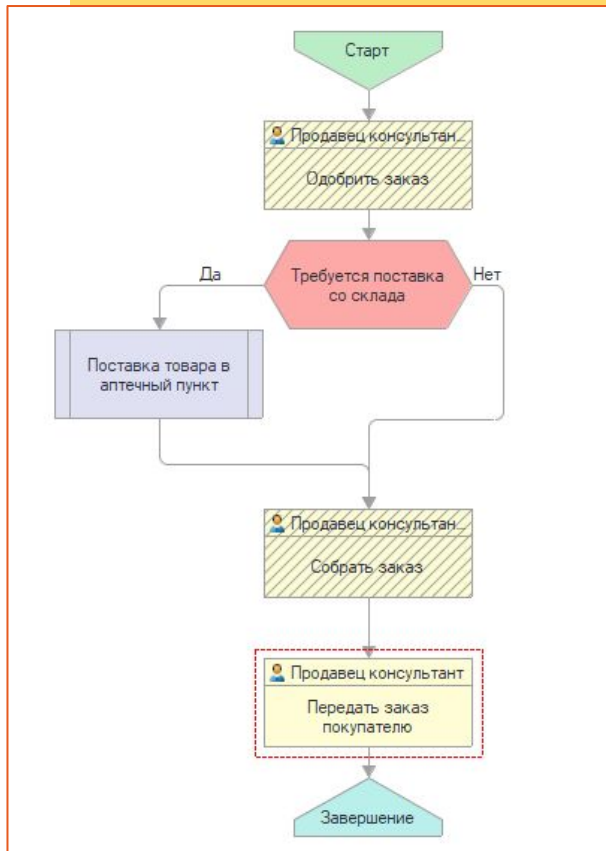 Старт
Продавец консультан...
Одобрить заказ
Требуется поставка
со склада
Да
Нет
Поставка товара в
аптечный пункт
Продавец консультан...
Собрать заказ
Продавец консультант
Передать заказ
покупателю
Завершение